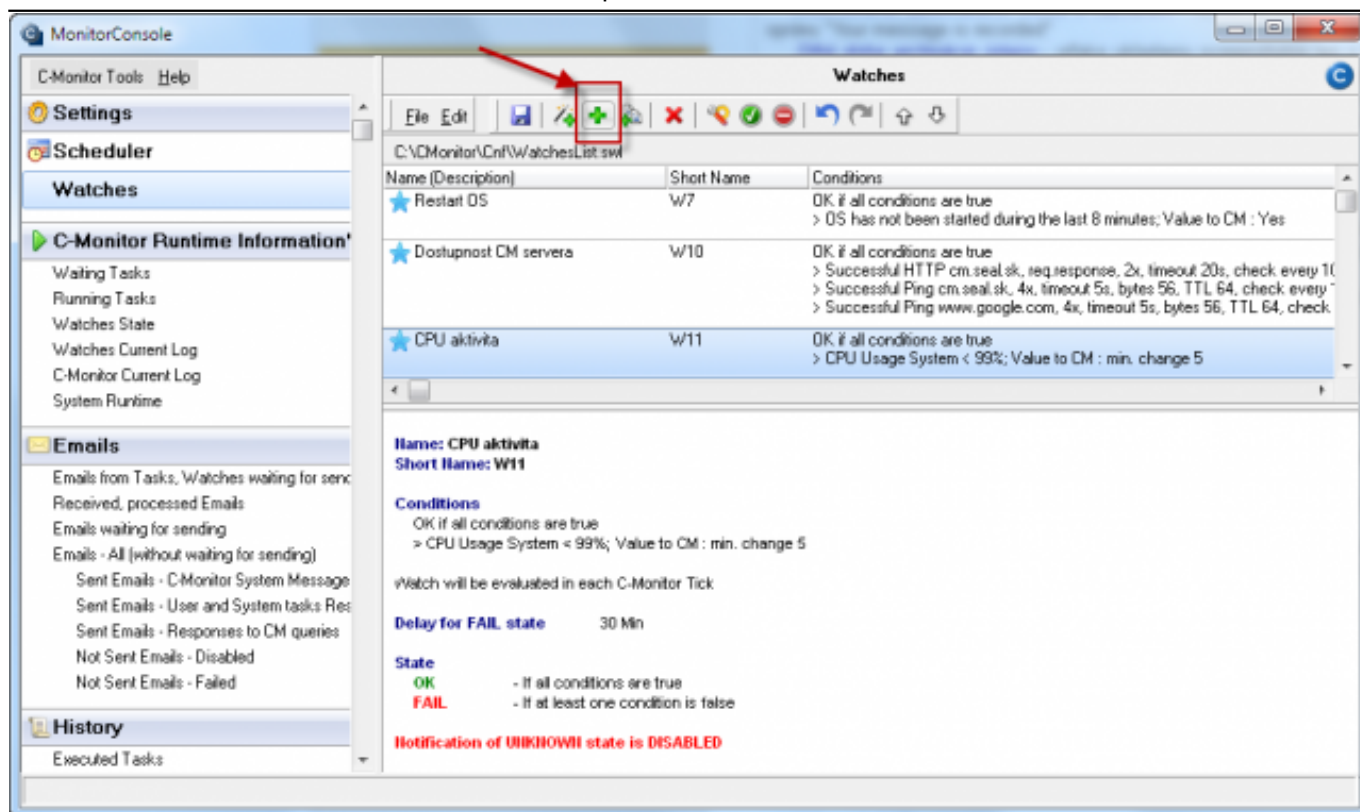 MonitorConsole
C-Monitor Tools Help
Settings
Scheduler
Watches
C-Monitor Runtime Information'
Waiting Tasks
Running Tasks
Watches State
Watches Current Log
C-Monitor Current Log
System Runtime
Emails
Emails from Tasks, Watches waiting for senc
Received, processed Emails
Emails waiting for sending
Emails - All (without waiting for sending)
Sent Emails - C-Monitor System Message
Sent Emails - User and System tasks Res
Sent Emails - Responses to CM queries
Not Sent Emails - Disabled
Not Sent Emails - Failed
History
Executed Tasks
Watches
File Edit
C:\CMonitor\Cnf\WatchesList.swl
Name (Description) Short Name Conditions
Restart OS W7 OK if all conditions are true
> OS has not been started during the last 8 minutes; Value to CM : Yes
Dostupnost CM servera W10 OK if all conditions are true
> Successful HTTP cm.seal.sk, req.response, 2x, timeout 20s, check every 10
> Successful Ping cm.seal.sk, 4x, timeout 5s, bytes 56, TTL 64, check every
> Successful Ping www.google.com, 4x, timeout 5s, bytes 56, TTL 64, check
CPU aktivita W11 OK if all conditions are true
> CPU Usage System < 99%; Value to CM : min. change 5
Name: CPU aktivita
Short Name: W11
Conditions
OK if all conditions are true
> CPU Usage System < 99%; Value to CM : min. change 5
Watch will be evaluated in each C-Monitor Tick
Delay for FAIL state 30 Min
State
OK - If all conditions are true
FAIL - If at least one condition is false
Notification of UNKNOWN state is DISABLED